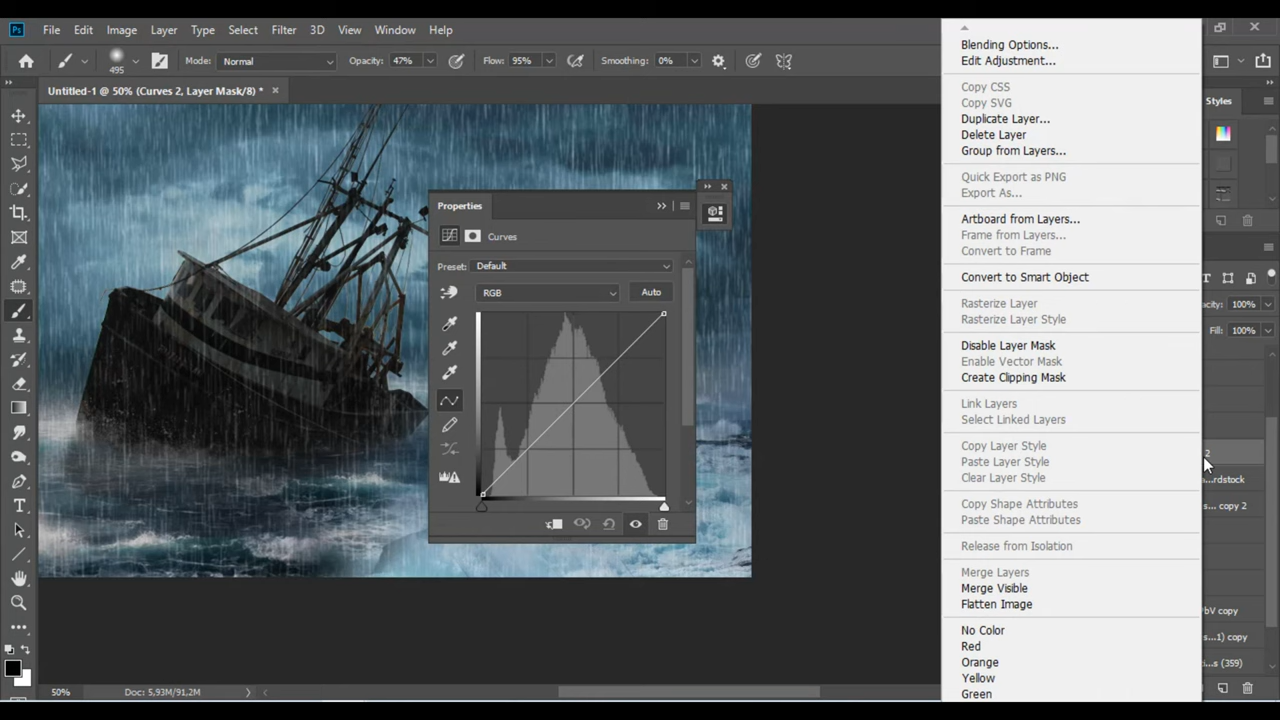 Ps File Edit Image Layer Type Select Filter 3D View Window Help
495 Mode: Normal Opacity: 47% Flow: 95% Smoothing: 0%
Untitled-1 @ 50% (Curves 2, Layer Mask/8) *
Properties
Curves
Preset: Default
RGB Auto
Blending Options...
Edit Adjustment...
Copy CSS
Copy SVG
Duplicate Layer...
Delete Layer
Group from Layers...
Quick Export as PNG
Export As...
Artboard from Layers...
Frame from Layers...
Convert to Frame
Convert to Smart Object
Rasterize Layer
Rasterize Layer Style
Disable Layer Mask
Enable Vector Mask
Create Clipping Mask
Link Layers
Select Linked Layers
Copy Layer Style
Paste Layer Style
Clear Layer Style
Copy Shape Attributes
Paste Shape Attributes
Release from Isolation
Merge Layers
Merge Visible
Flatten Image
No Color
Red
Orange
Yellow
Green
Styles
100%
Fill: 100%
2
...rdstock
s... copy 2
copy
s...1) copy
s (359)
50% Doc: 5,93M/91,2M